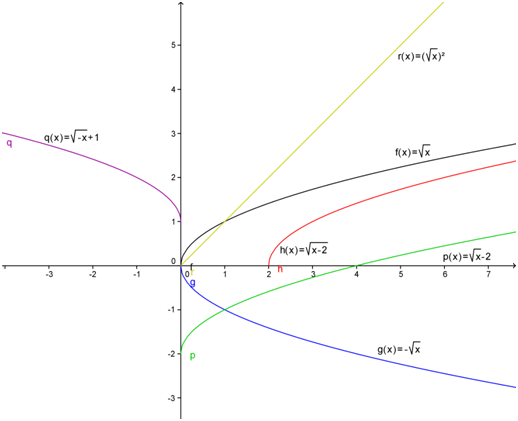 x
5
r(x)=(√x)²
4
3
q(x)=√-x+1
q
f(x)=√x
2
1
h(x)=√x-2
p(x)=√x-2
0
f
h
-3
-2
-1
0
1
2
3
4
5
6
7
g
-1
-2
p
g(x)=-√x
-3